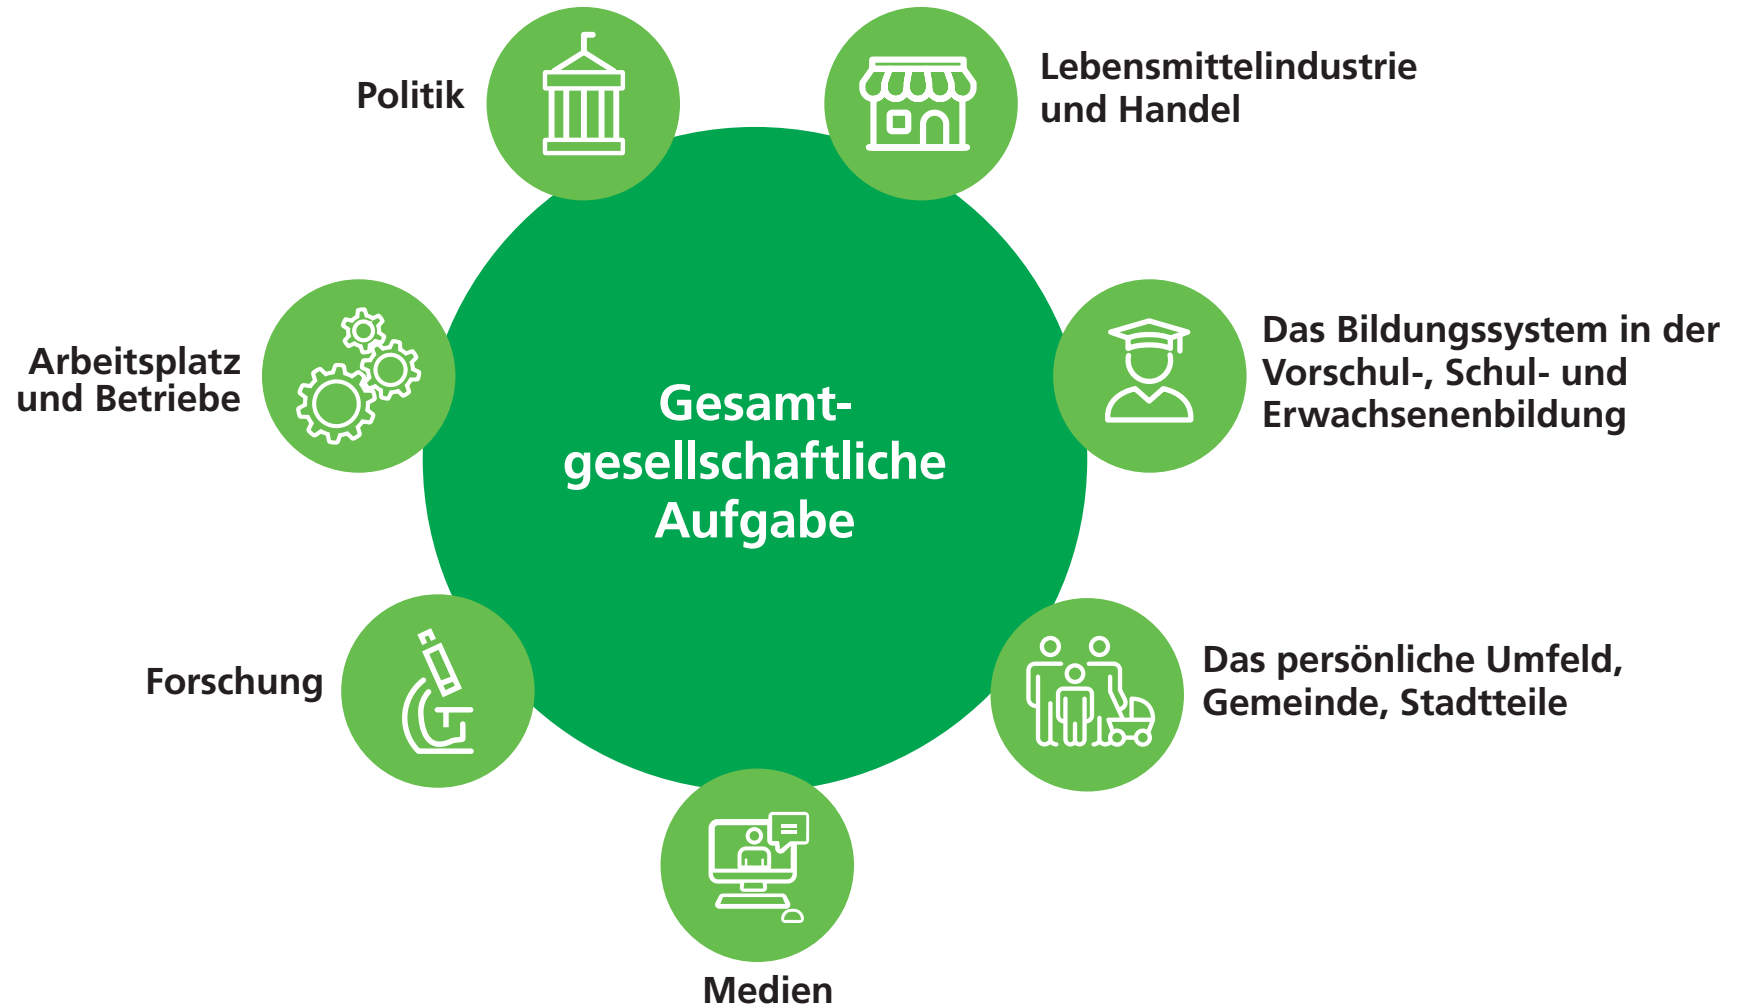 Politik
Lebensmittelindustrie
und Handel
Das Bildungssystem in der
Vorschul-, Schul- und
Erwachsenenbildung
Arbeitsplatz
und Betriebe
Gesamt-
gesellschaftliche
Aufgabe
Das persönliche Umfeld,
Gemeinde, Stadtteile
Forschung
Medien